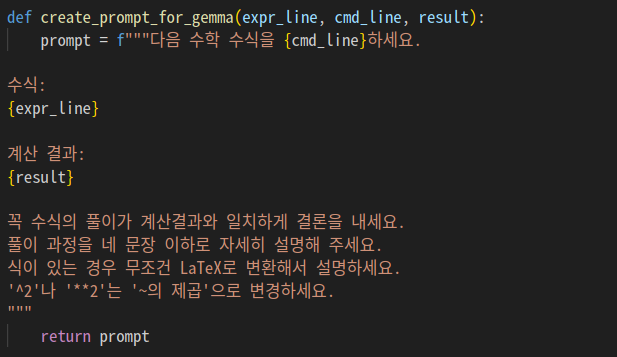 def create_prompt_for_gemma(expr_line, cmd_line, result):
    prompt = f"""다음 수학 수식을 {cmd_line}하세요.
수식:
{expr_line}
계산 결과:
{result}
꼭 수식의 풀이가 계산결과와 일치하게 결론을 내세요.
풀이 과정을 네 문장 이하로 자세히 설명해 주세요.
식이 있는 경우 무조건 LaTeX로 변환해서 설명하세요.
'^2'나 '**2'는 '~의 제곱'으로 변경하세요.
"""
    return prompt